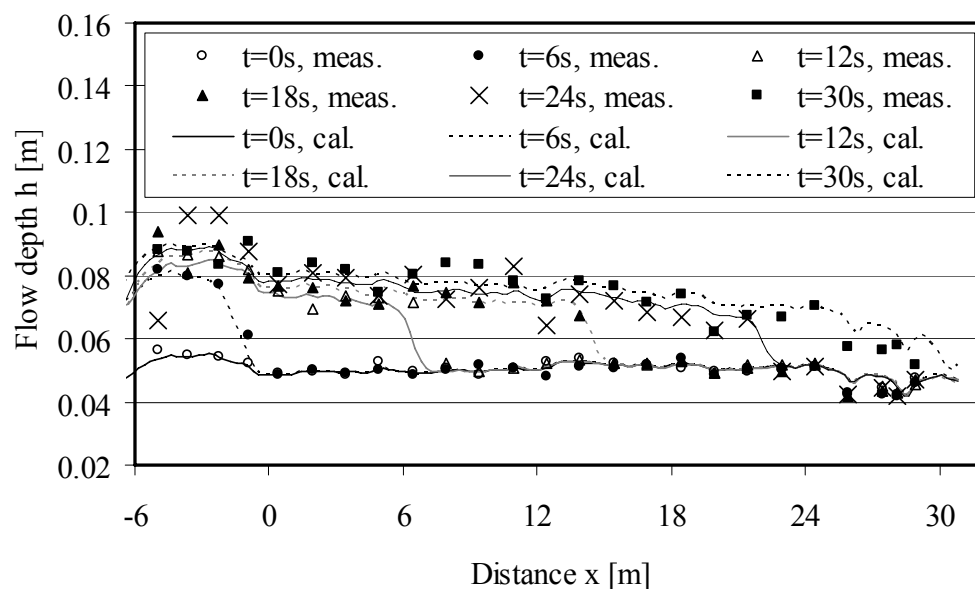 0.16
0.14
0.12
0.1
0.08
0.06
0.04
0.02
Flow depth h [m]
t=0s, meas. t=6s, meas. t=12s, meas.
t=18s, meas. t=24s, meas. t=30s, meas.
t=0s, cal. t=6s, cal. t=12s, cal.
t=18s, cal. t=24s, cal. t=30s, cal.
-6 0 6 12 18 24 30
Distance x [m]